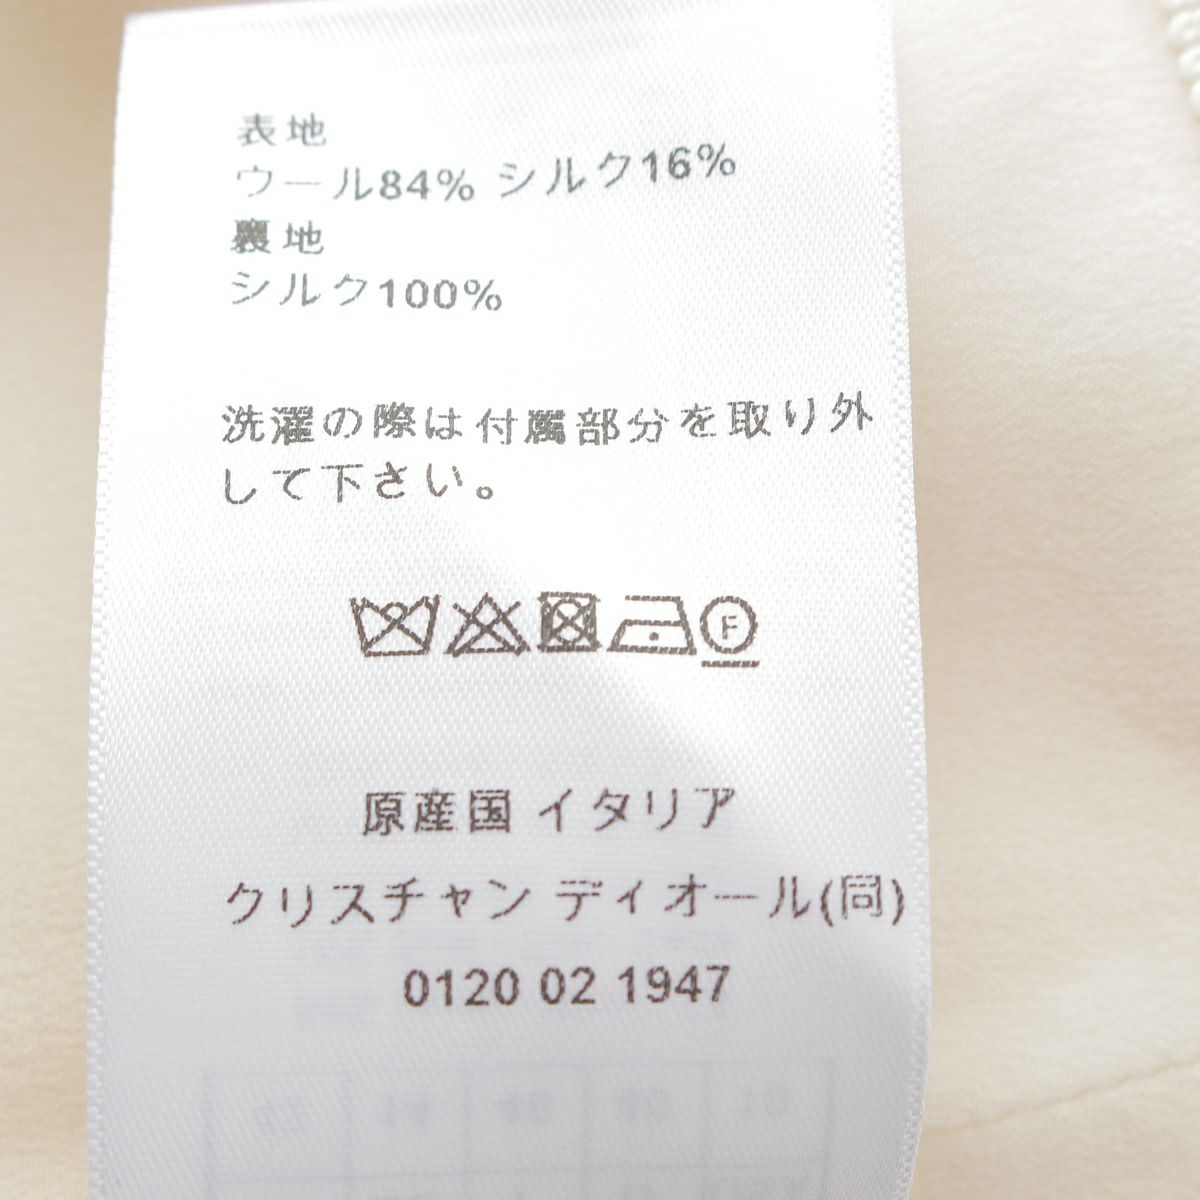 表地
ウール84% シルク16%
裏地
シルク100%
洗濯の際は付属部分を取り外
して下さい。
F
原産国 イタリア
クリスチャン ディオール(同)
0120 02 1947